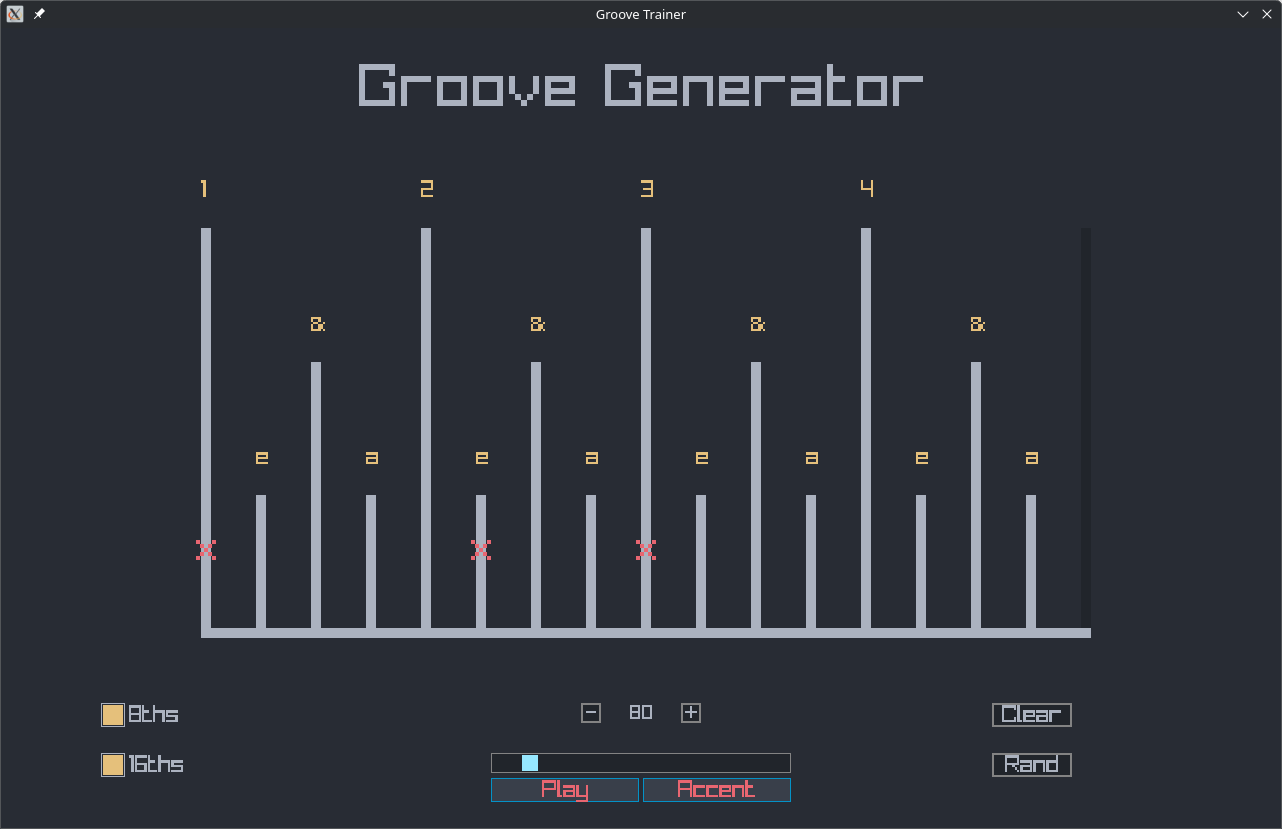 Groove Trainer
Groove Generator
1 2 3 4
& & & &
e a e a e a e a
x x x
8ths - 80 + Clear
16ths Rand
Play Accent